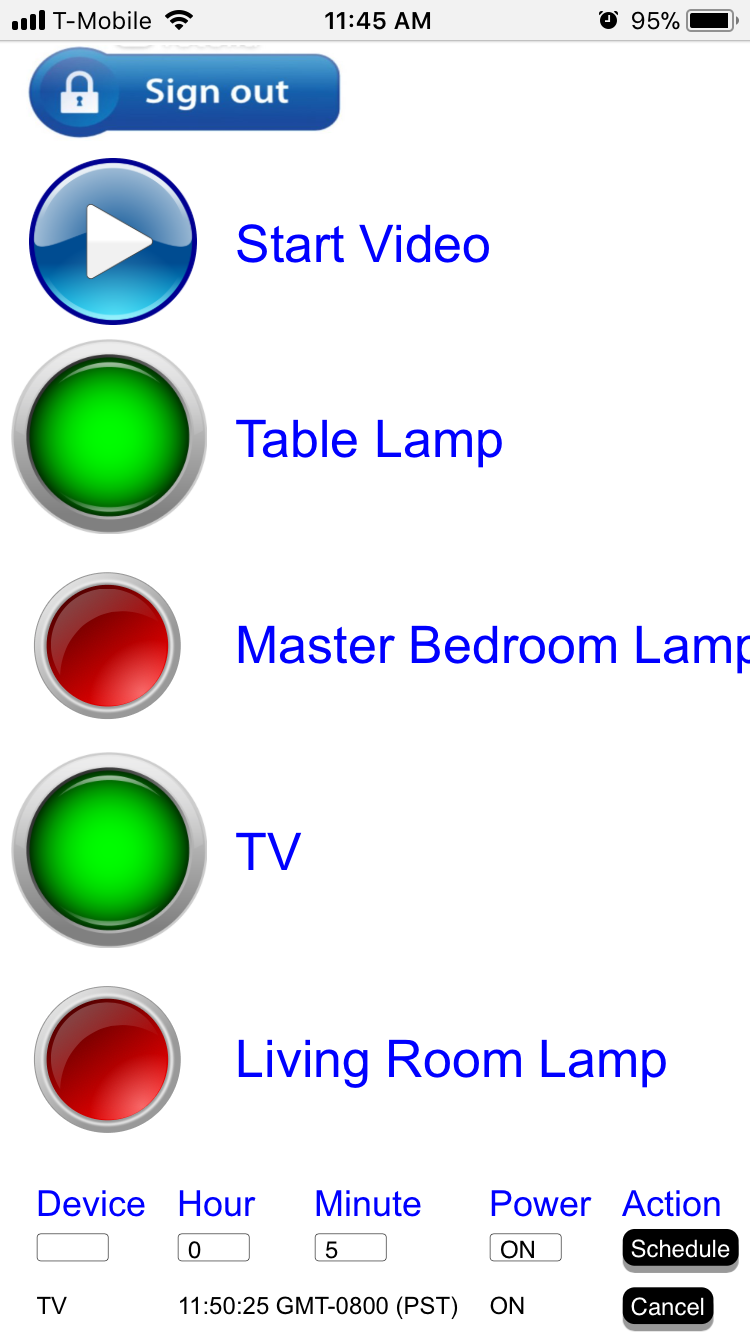 T-Mobile 11:45 AM 95%
Sign out
Start Video
Table Lamp
Master Bedroom Lamp
TV
Living Room Lamp
Device Hour Minute Power Action
0 5 ON Schedule
TV 11:50:25 GMT-0800 (PST) ON Cancel